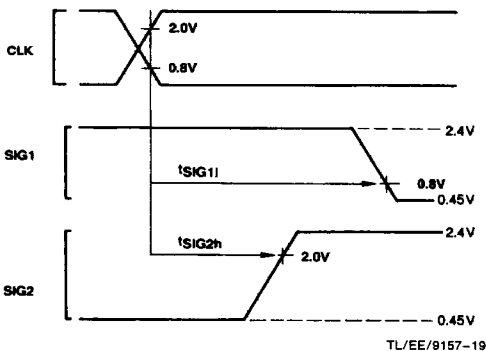 CLK
2.0V
0.8V
SIG1
2.4V
tSIG1l
0.8V
0.45V
SIG2
tSIG2h
2.4V
2.0V
0.45V
TL/EE/9157-19